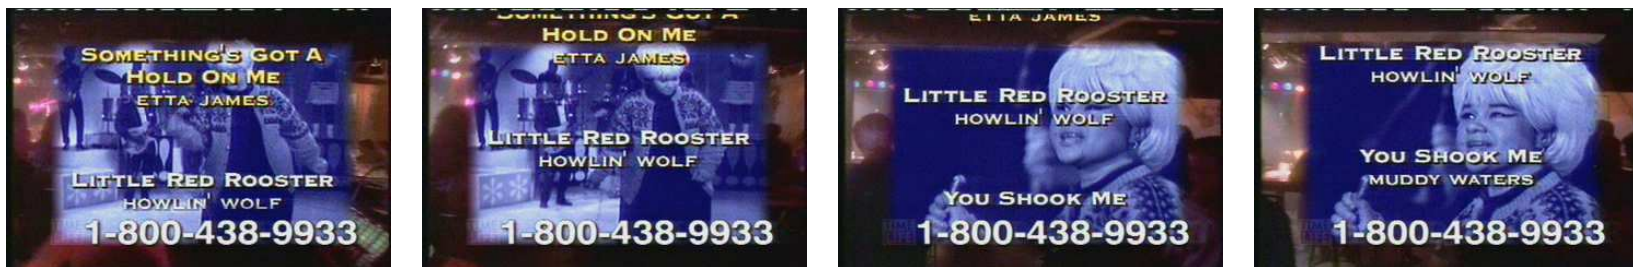 SOMETHING'S GOT A
HOLD ON ME
ETTA JAMES
LITTLE RED ROOSTER
HOWLIN' WOLF
1-800-438-9933
SOMETHING'S GOT A
HOLD ON ME
ETTA JAMES
LITTLE RED ROOSTER
HOWLIN' WOLF
1-800-438-9933
ETTA JAMES
LITTLE RED ROOSTER
HOWLIN' WOLF
YOU SHOOK ME
1-800-438-9933
LITTLE RED ROOSTER
HOWLIN' WOLF
YOU SHOOK ME
MUDDY WATERS
1-800-438-9933